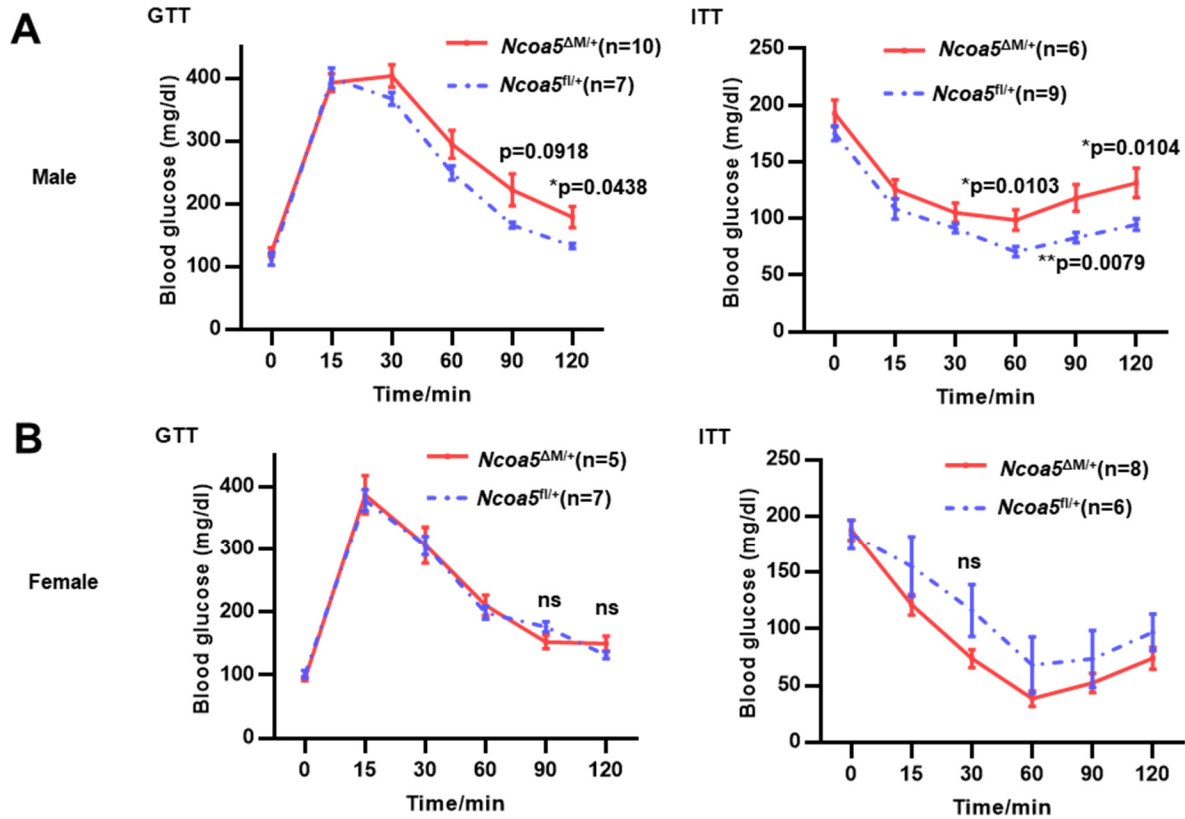 A
GTT
Ncoa5ΔM/+(n=10)
Ncoa5fl/+(n=7)
400
300
200
100
0
Blood glucose (mg/dl)
p=0.0918
*p=0.0438
0 15 30 60 90 120
Time/min
Male
ITT
Ncoa5ΔM/+(n=6)
Ncoa5fl/+(n=9)
250
200
150
100
50
0
Blood glucose (mg/dl)
*p=0.0104
*p=0.0103
**p=0.0079
0 15 30 60 90 120
Time/min
B
GTT
Ncoa5ΔM/+(n=5)
Ncoa5fl/+(n=7)
400
300
200
100
0
Blood glucose (mg/dl)
ns ns
0 15 30 60 90 120
Time/min
Female
ITT
Ncoa5ΔM/+(n=8)
Ncoa5fl/+(n=6)
250
200
150
100
50
0
Blood glucose (mg/dl)
ns
0 15 30 60 90 120
Time/min